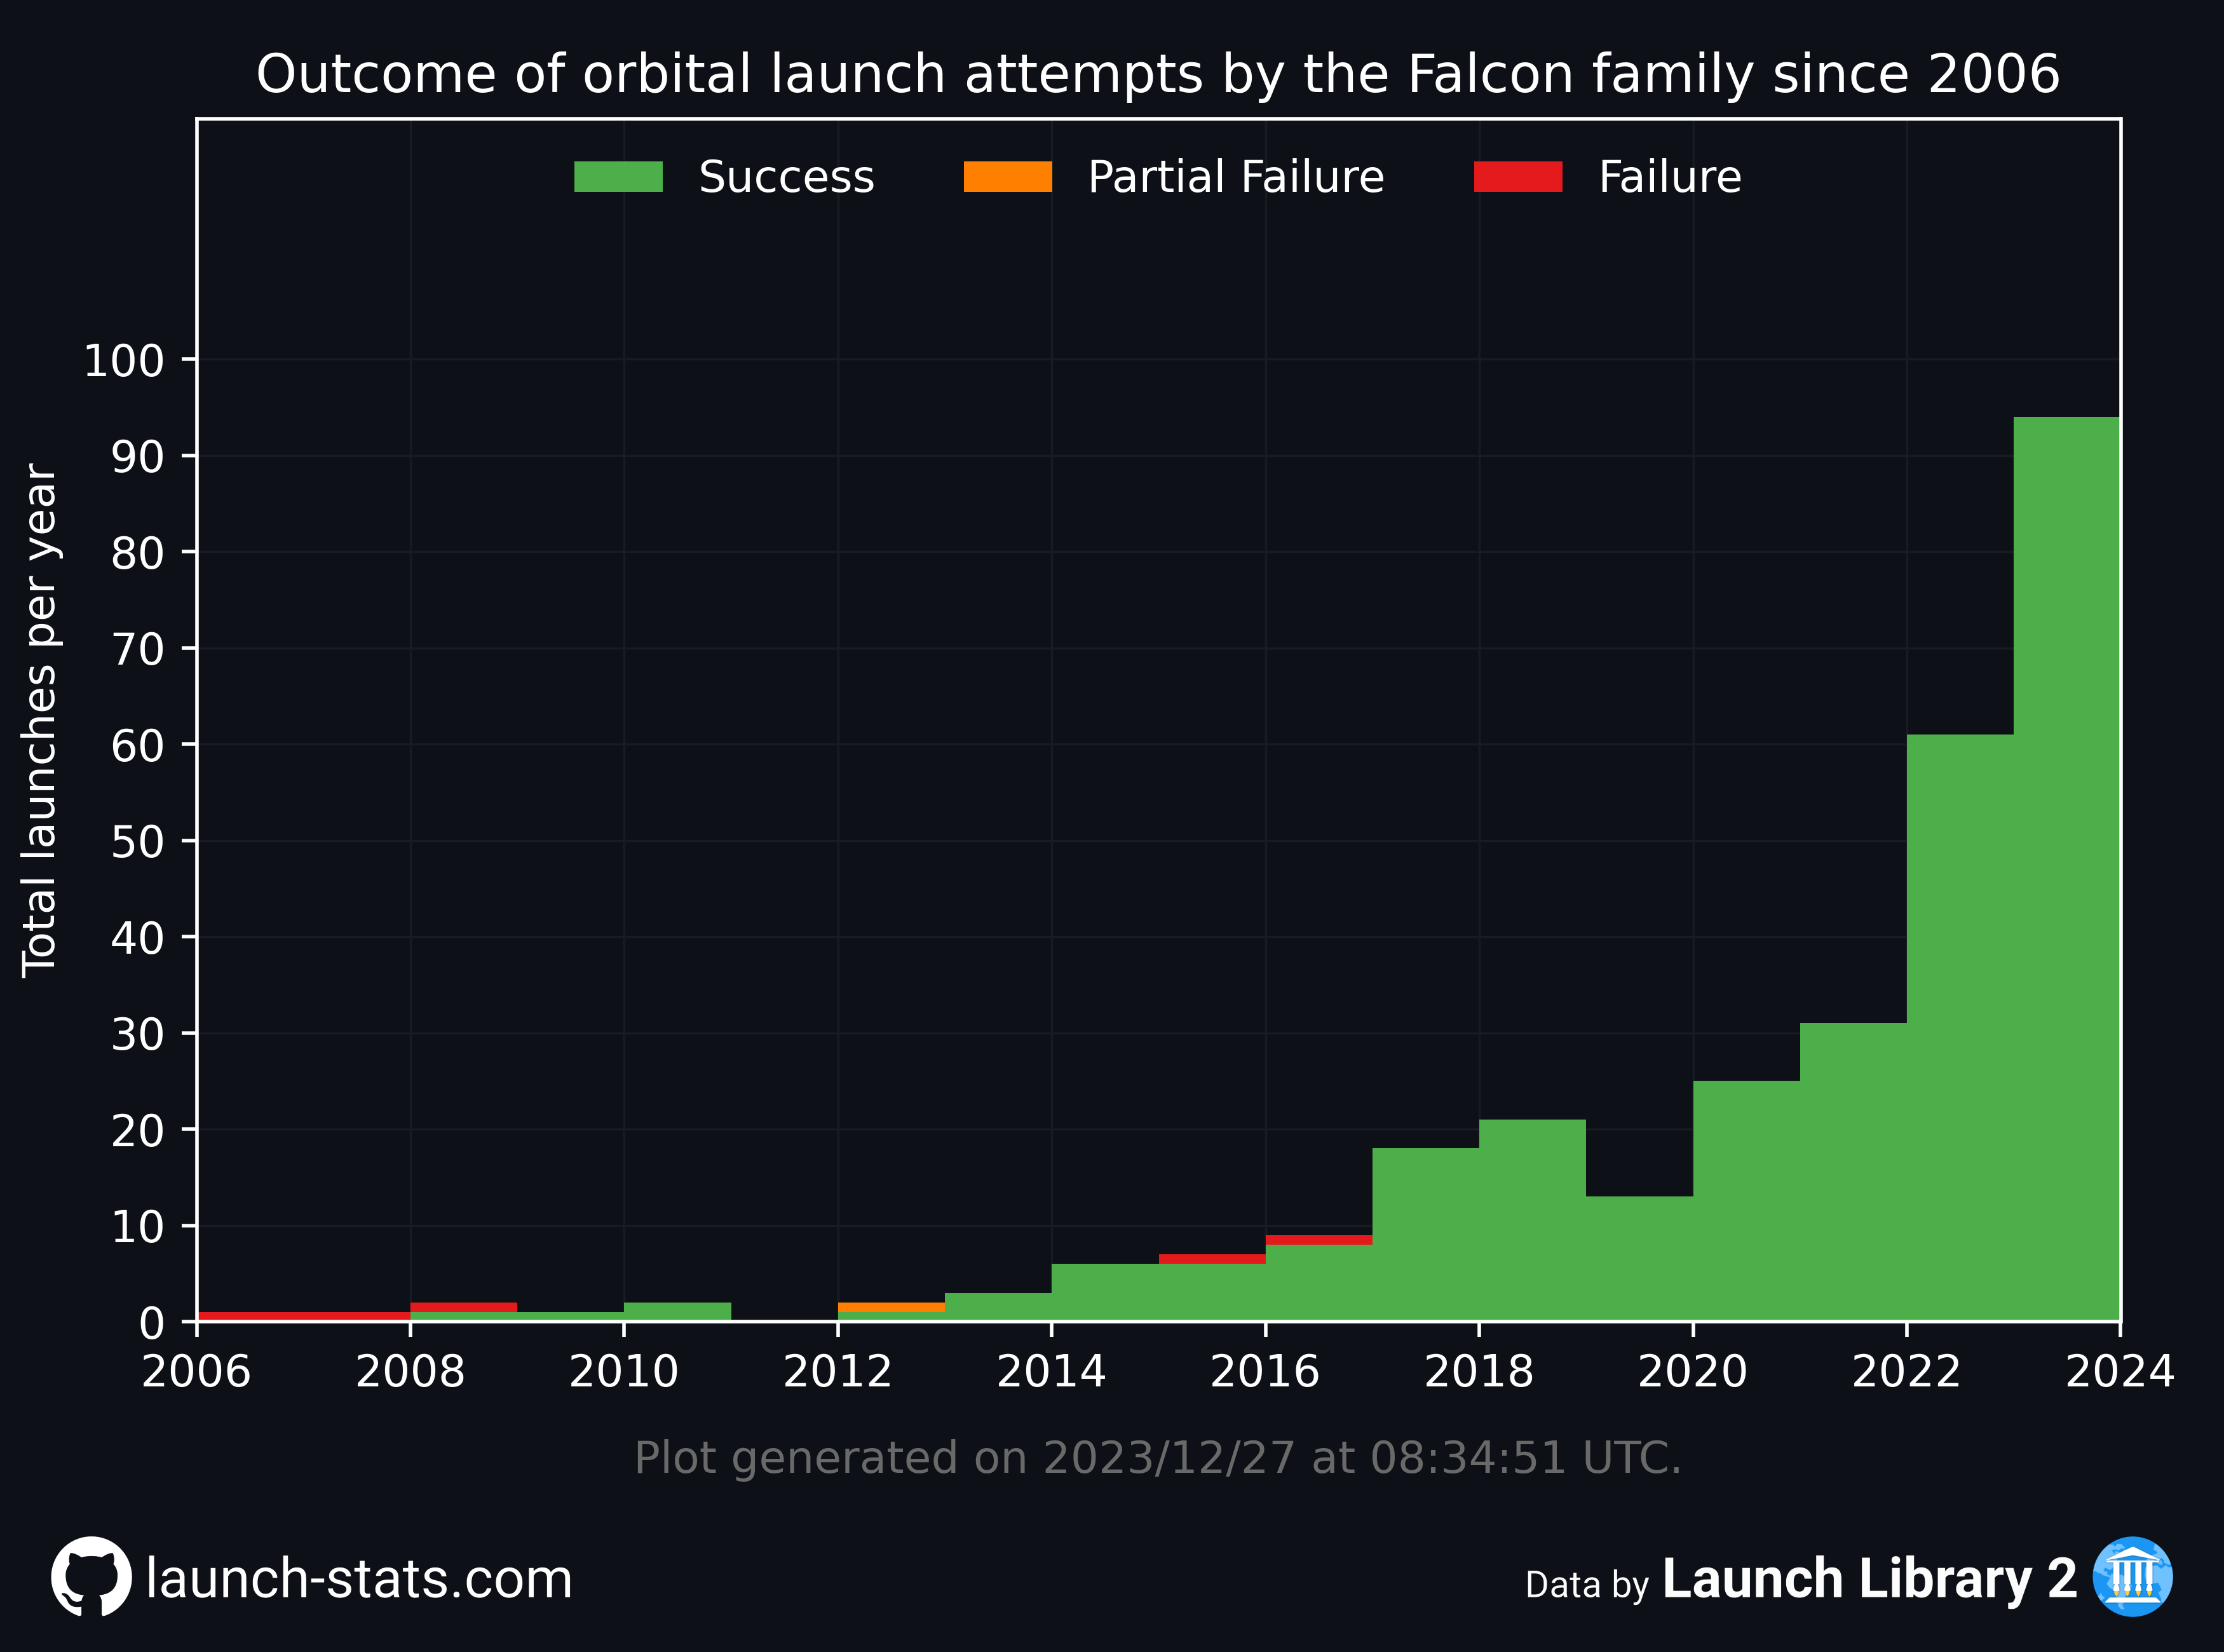 Outcome of orbital launch attempts by the Falcon family since 2006
Success Partial Failure Failure
Total launches per year
100
90
80
70
60
50
40
30
20
10
0
2006 2008 2010 2012 2014 2016 2018 2020 2022 2024
Plot generated on 2023/12/27 at 08:34:51 UTC.
launch-stats.com
Data by Launch Library 2